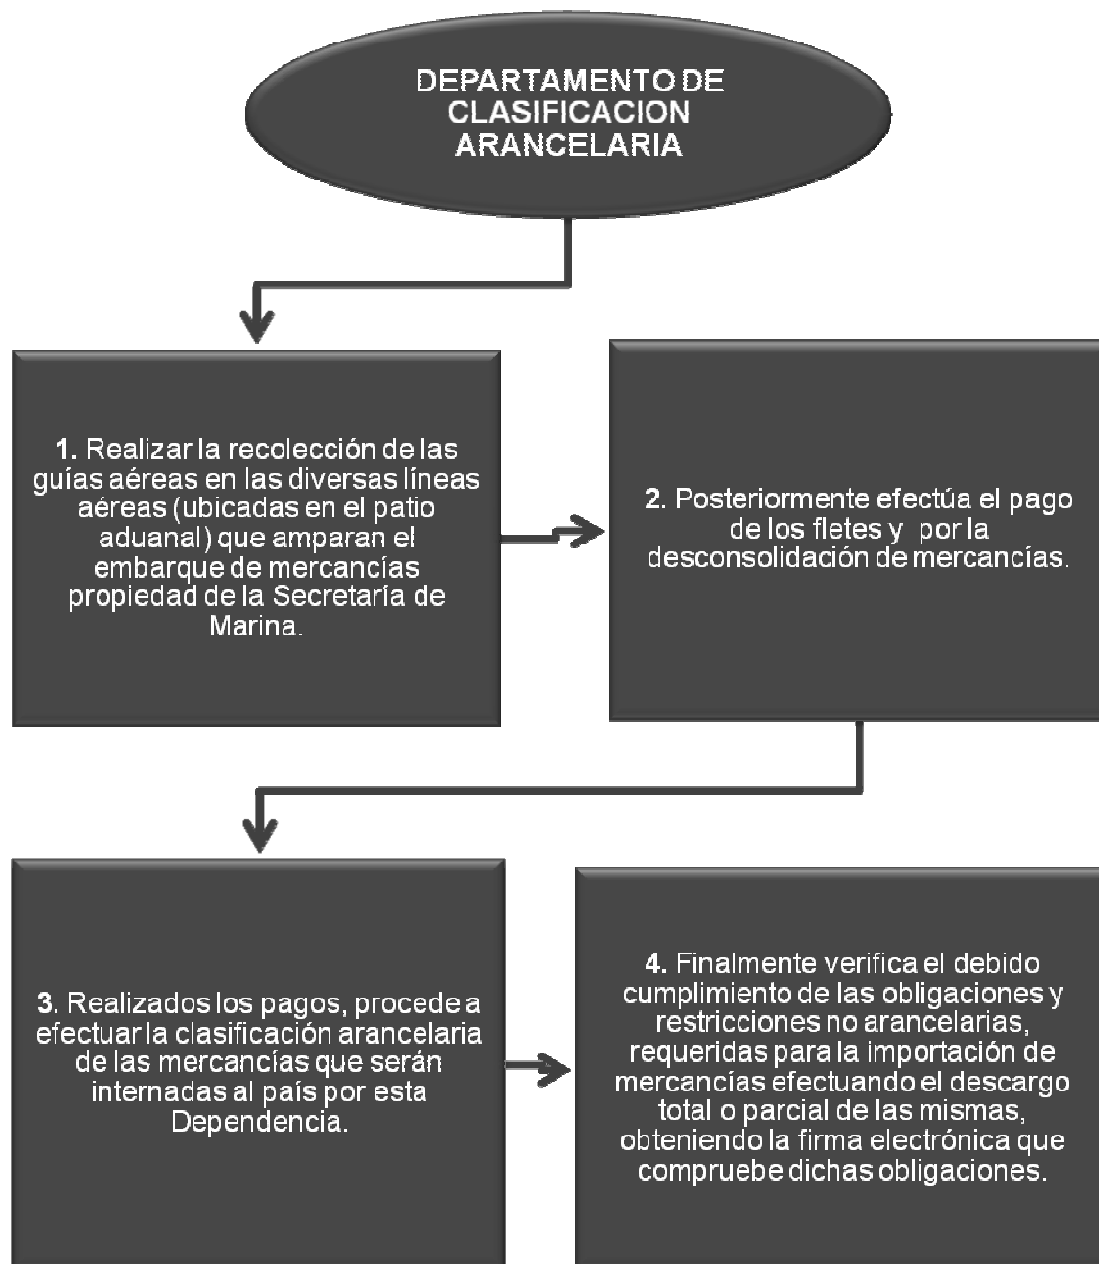 DEPARTAMENTO DE
CLASIFICACION
ARANCELARIA
1. Realizar la recolección de las
guías aéreas en las diversas líneas
aéreas (ubicadas en el patio
aduanal) que amparan el
embarque de mercancías
propiedad de la Secretaría de
Marina.
2. Posteriormente efectúa el pago
de los fletes y por la
desconsolidación de mercancías.
3. Realizados los pagos, procede a
efectuar la clasificación arancelaria
de las mercancías que serán
internadas al país por esta
Dependencia.
4. Finalmente verifica el debido
cumplimiento de las obligaciones y
restricciones no arancelarias,
requeridas para la importación de
mercancías efectuando el descargo
total o parcial de las mismas,
obteniendo la firma electrónica que
compruebe dichas obligaciones.